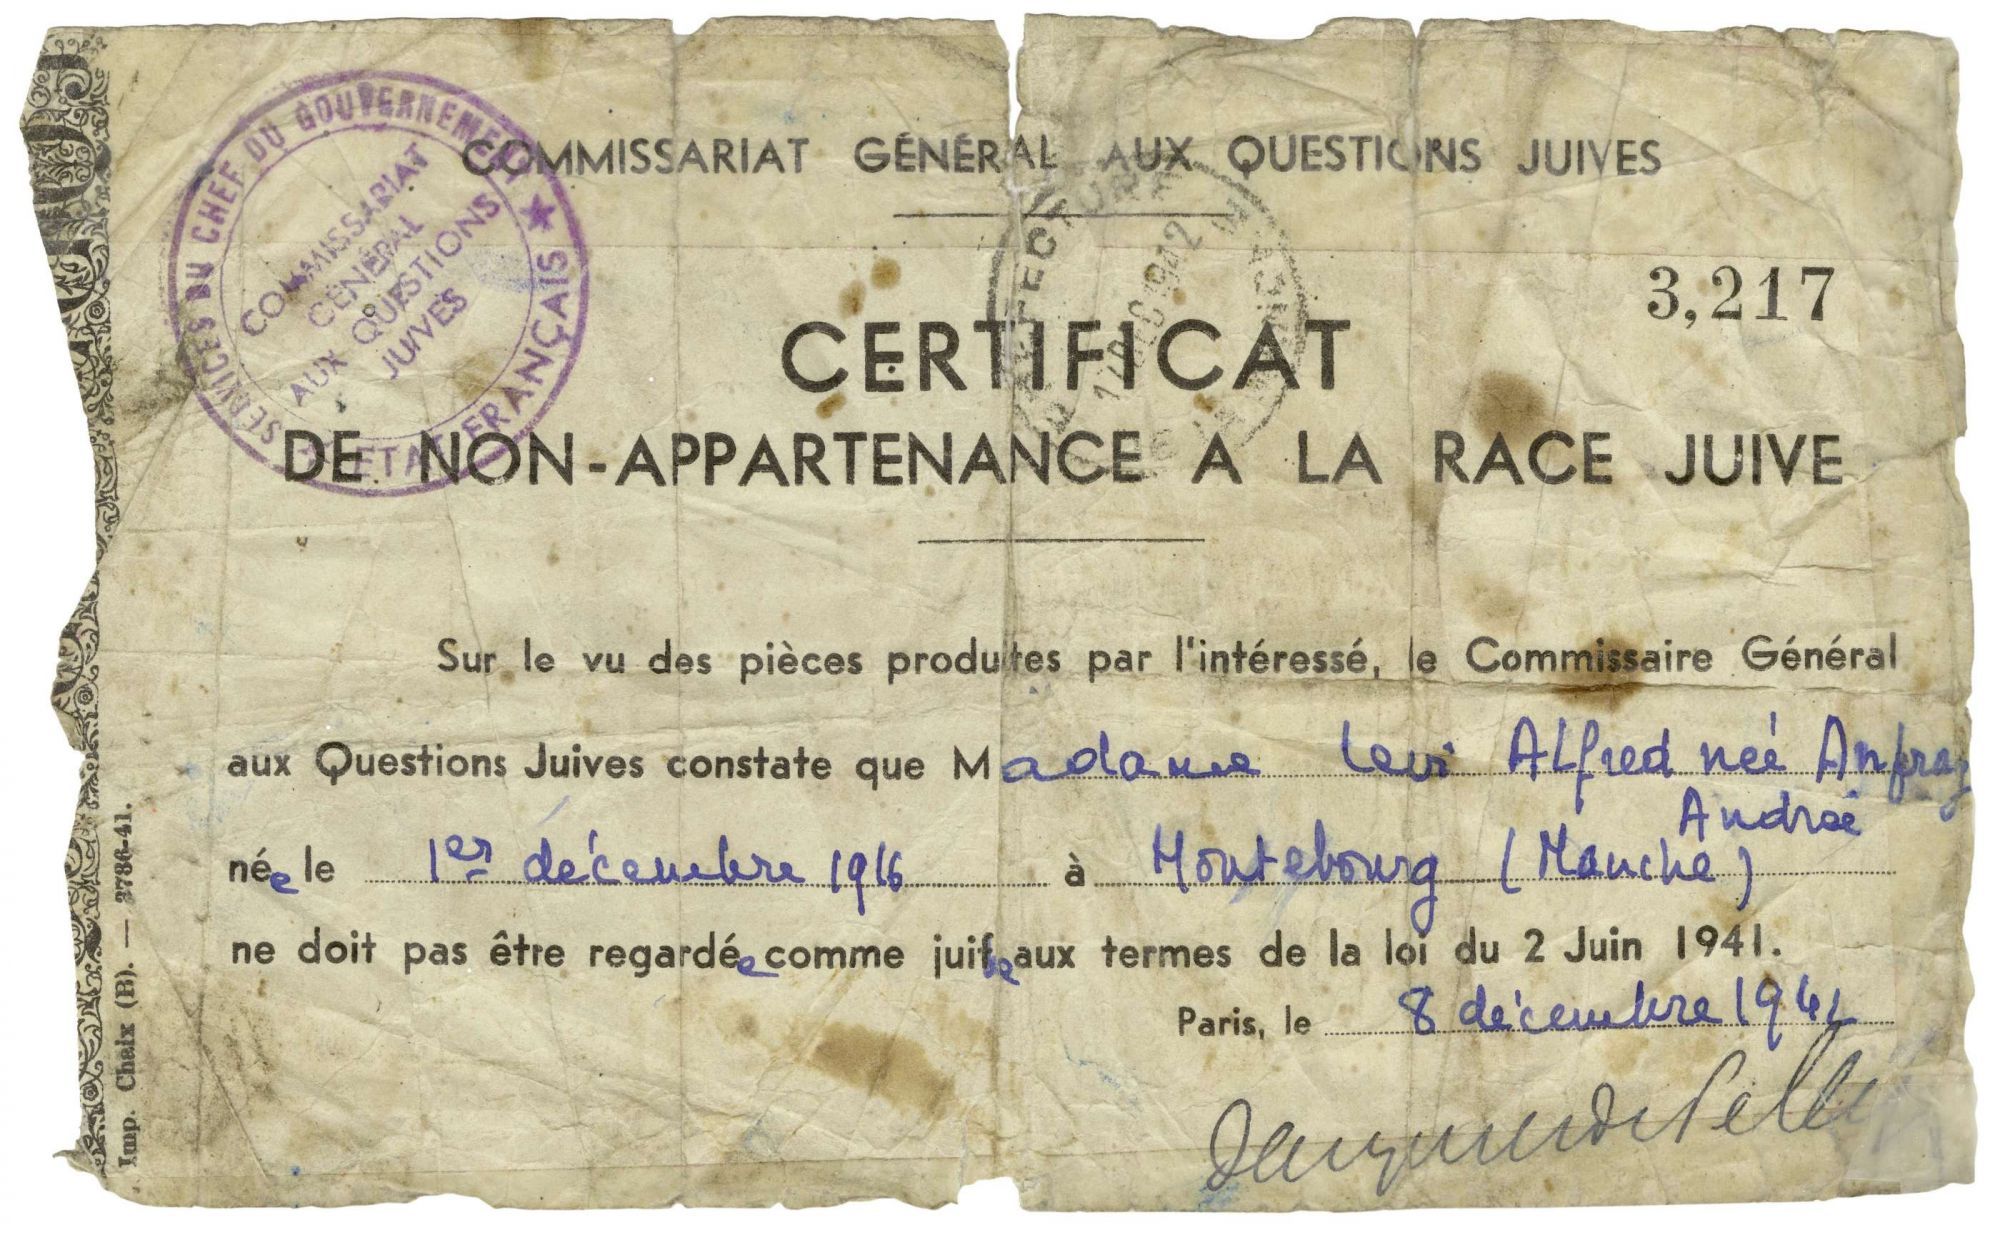 SERVICES DU CHEF DU GOUVERNEMENT ★ ETAT FRANÇAIS
COMMISSARIAT
GÉNÉRAL
AUX QUESTIONS
JUIVES
COMMISSARIAT GÉNÉRAL AUX QUESTIONS JUIVES
DEC 1942
3,217
CERTIFICAT
DE NON-APPARTENANCE A LA RACE JUIVE
Sur le vu des pièces produites par l'intéressé, le Commissaire Général
aux Questions Juives constate que Madame Levi Alfred née Anfray
Andrée
née le 1er décembre 1916 à Montebourg (Manche)
ne doit pas être regardée comme juive aux termes de la loi du 2 Juin 1941.
Paris, le 8 décembre 1942
Imp. Chaix (B). — 3786-41.